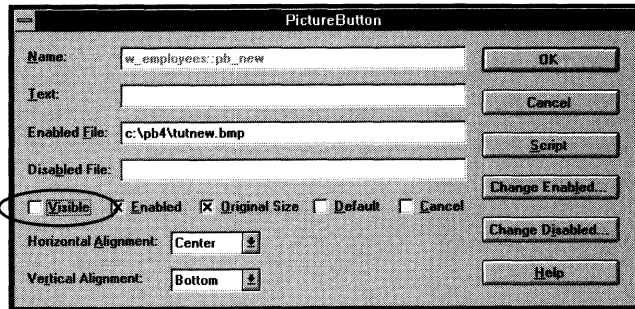 PictureButton
Name: w_employees::pb_new
Text:
Enabled File: c:\pb4\tutnew.bmp
Disabled File:
Visible Enabled Original Size Default Cancel
Horizontal Alignment: Center
Vertical Alignment: Bottom
OK
Cancel
Script
Change Enabled...
Change Disabled...
Help